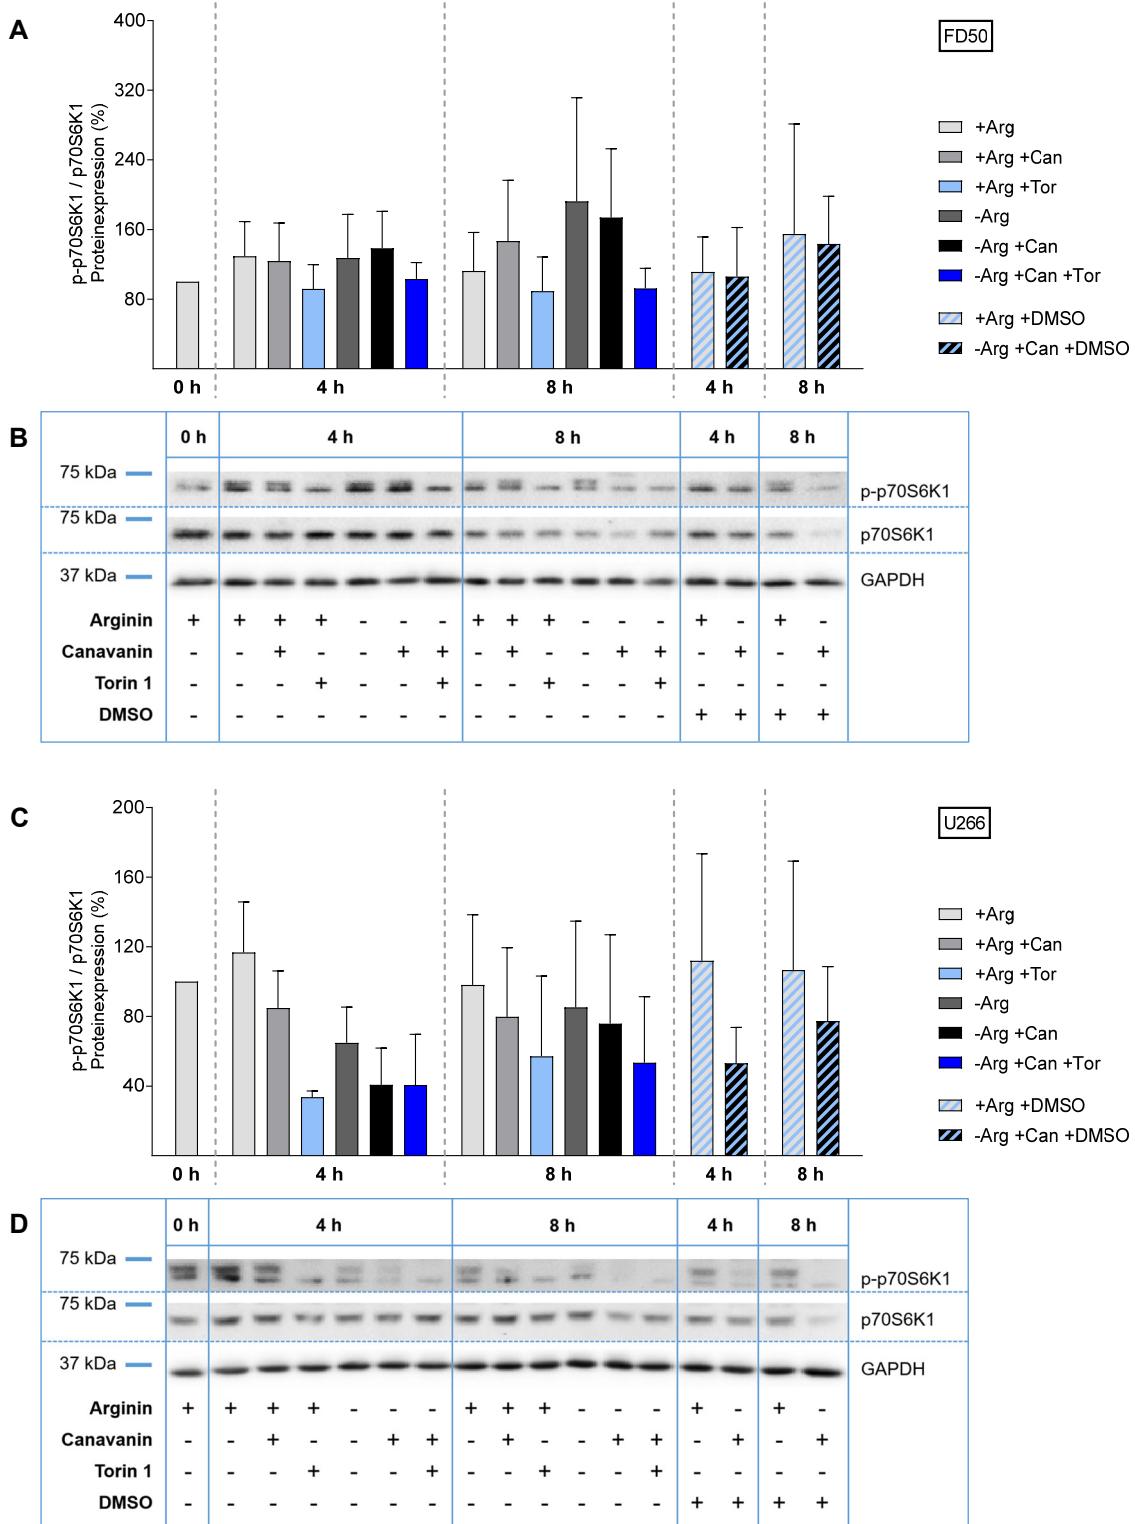 A
FD50
p-p70S6K1 / p70S6K1
Proteinexpression (%)
400
320
240
160
80
0 h 4 h 8 h 4 h 8 h
+Arg
+Arg +Can
+Arg +Tor
-Arg
-Arg +Can
-Arg +Can +Tor
+Arg +DMSO
-Arg +Can +DMSO
B
0 h 4 h 8 h 4 h 8 h
75 kDa p-p70S6K1
75 kDa p70S6K1
37 kDa GAPDH
Arginin + + + + - - - + + + - - - + - + -
Canavanin - - + - - + + - + - - + + - + - +
Torin 1 - - - + - - + - - + - - + - - - -
DMSO - - - - - - - - - - - - - + + + +
C
U266
p-p70S6K1 / p70S6K1
Proteinexpression (%)
200
160
120
80
40
0 h 4 h 8 h 4 h 8 h
+Arg
+Arg +Can
+Arg +Tor
-Arg
-Arg +Can
-Arg +Can +Tor
+Arg +DMSO
-Arg +Can +DMSO
D
0 h 4 h 8 h 4 h 8 h
75 kDa p-p70S6K1
75 kDa p70S6K1
37 kDa GAPDH
Arginin + + + + - - - + + + - - - + - + -
Canavanin - - + - - + + - + - - + + - + - +
Torin 1 - - - + - - + - - + - - + - - - -
DMSO - - - - - - - - - - - - - + + + +